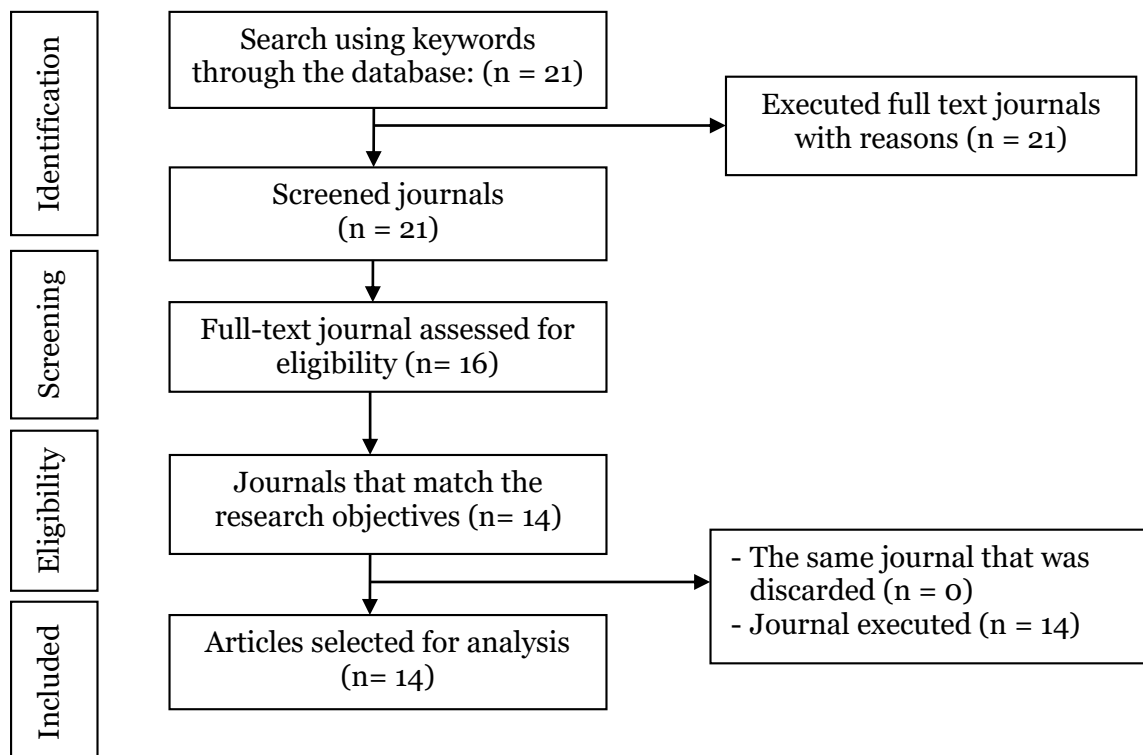 Identification
Search using keywords
through the database: (n = 21)
Executed full text journals
with reasons (n = 21)
Screened journals
(n = 21)
Screening
Full-text journal assessed for
eligibility (n= 16)
Eligibility
Journals that match the
research objectives (n= 14)
- The same journal that was
discarded (n = 0)
- Journal executed (n = 14)
Included
Articles selected for analysis
(n= 14)